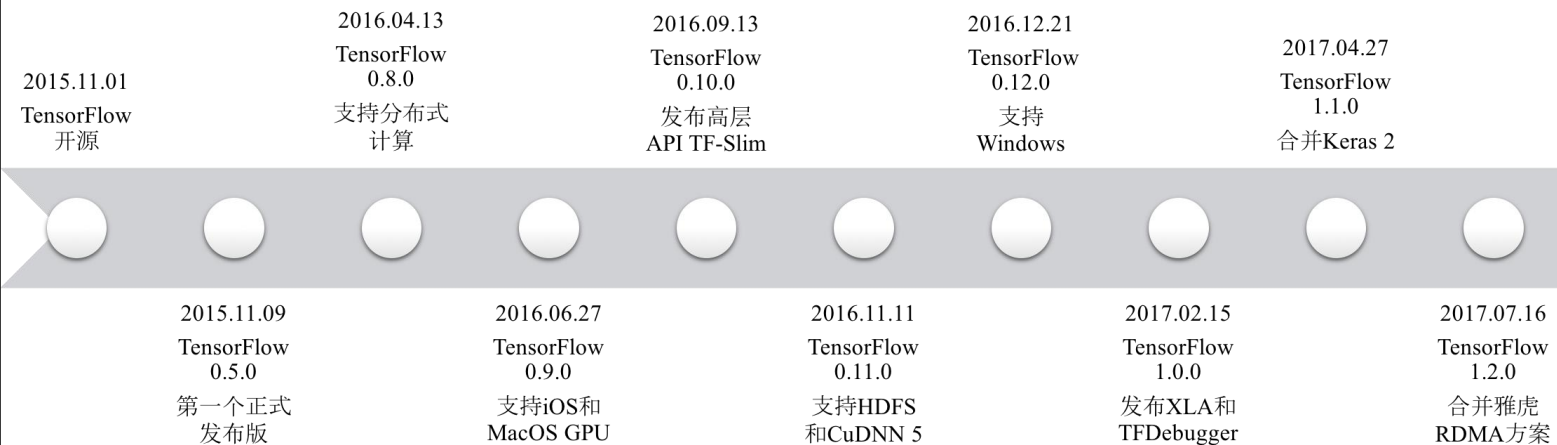 2015.11.01
TensorFlow
开源
2015.11.09
TensorFlow
0.5.0
第一个正式
发布版
2016.04.13
TensorFlow
0.8.0
支持分布式
计算
2016.06.27
TensorFlow
0.9.0
支持iOS和
MacOS GPU
2016.09.13
TensorFlow
0.10.0
发布高层
API TF-Slim
2016.11.11
TensorFlow
0.11.0
支持HDFS
和CuDNN 5
2016.12.21
TensorFlow
0.12.0
支持
Windows
2017.02.15
TensorFlow
1.0.0
发布XLA和
TFDebugger
2017.04.27
TensorFlow
1.1.0
合并Keras 2
2017.07.16
TensorFlow
1.2.0
合并雅虎
RDMA方案